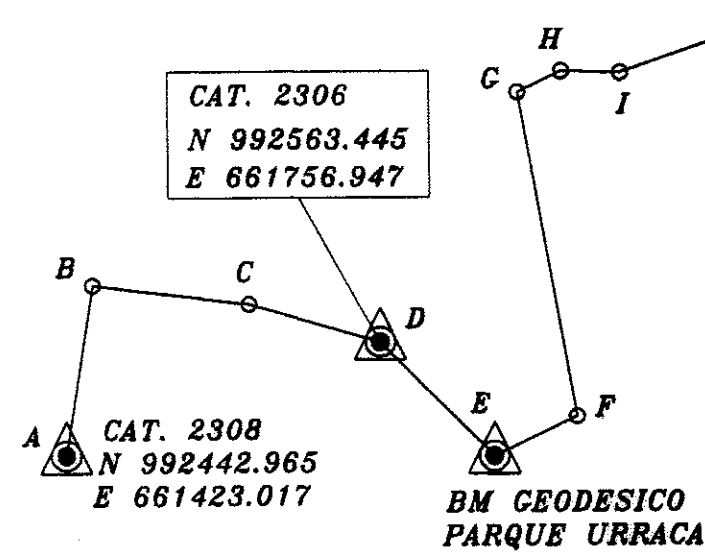 H
G
I
CAT. 2306
N 992563.445
E 661756.947
B
C
D
E
F
A
CAT. 2308
N 992442.965
E 661423.017
BM GEODESICO
PARQUE URRACA